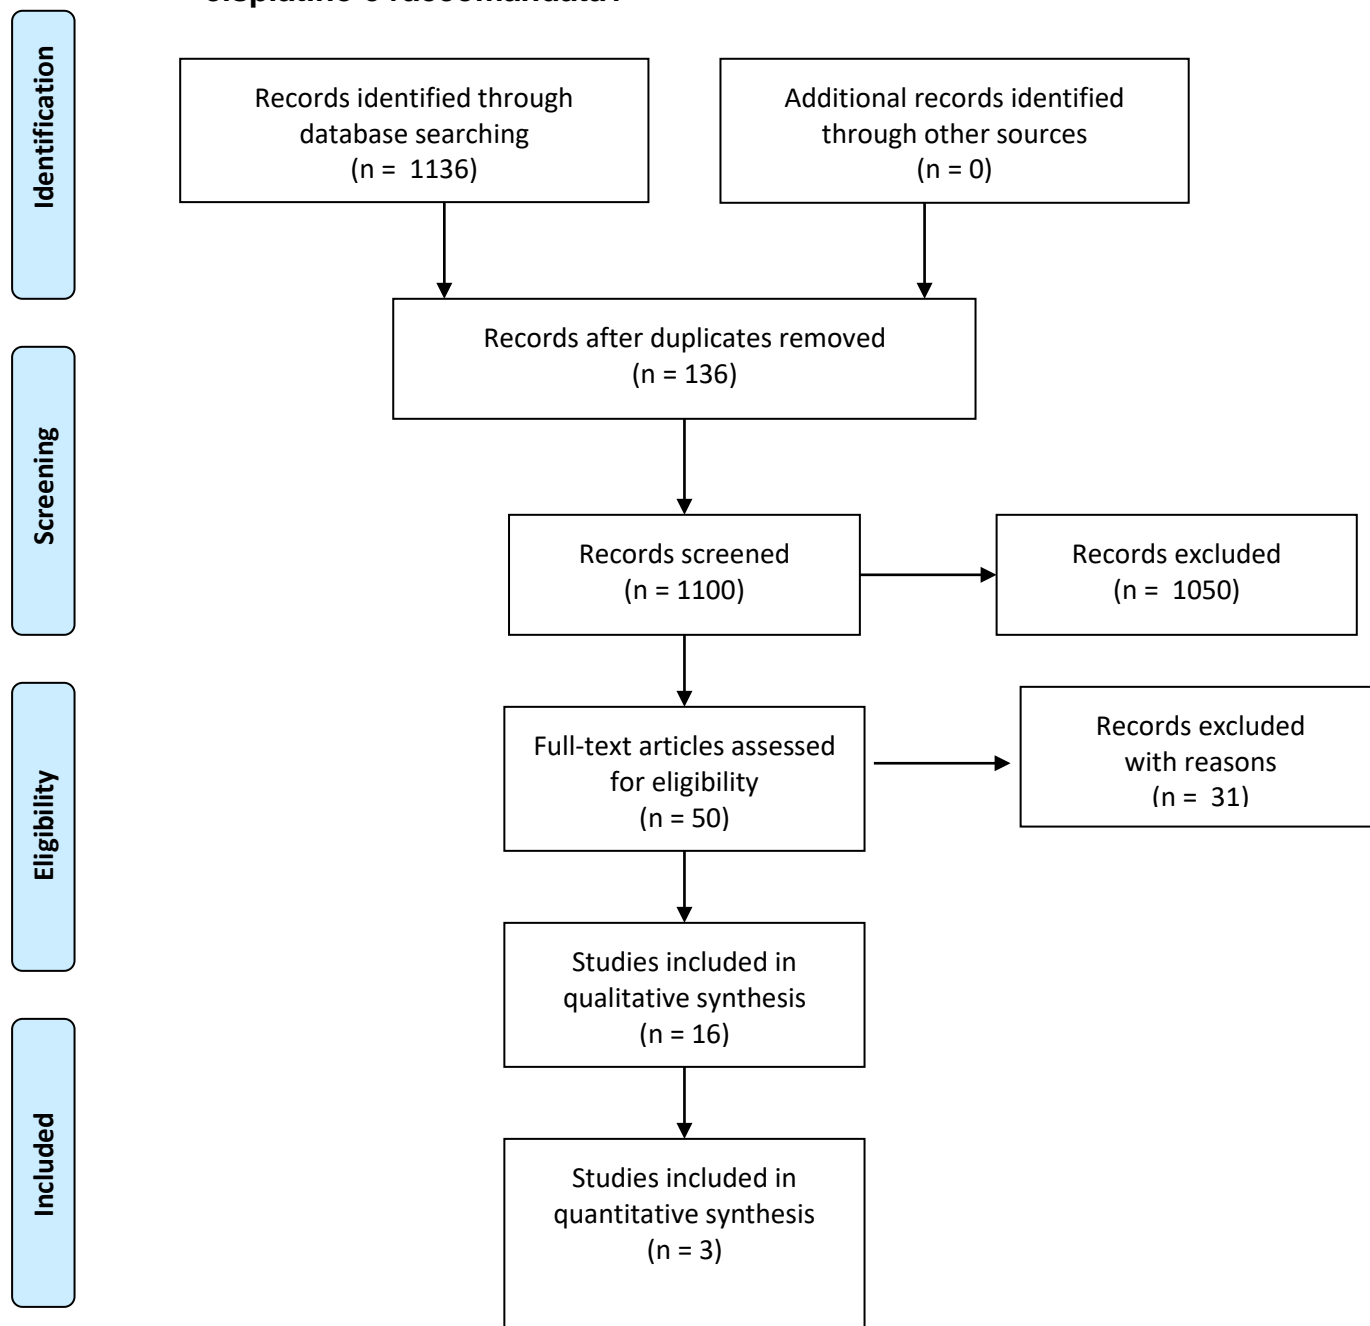 Identification
Records identified through
database searching
(n =  1136)
Additional records identified
through other sources
(n = 0)
Records after duplicates removed
(n = 136)
Screening
Records screened
(n = 1100)
Records excluded
(n =  1050)
Eligibility
Full-text articles assessed
for eligibility
(n = 50)
Records excluded
with reasons
(n =  31)
Studies included in
qualitative synthesis
(n = 16)
Included
Studies included in
quantitative synthesis
(n = 3)